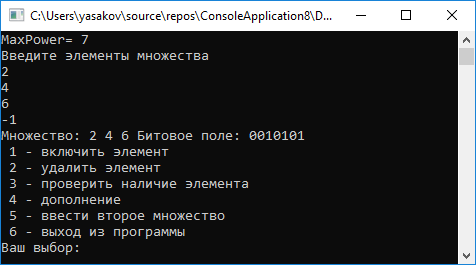 C:\Users\yasakov\source\repos\ConsoleApplication8\D...
MaxPower= 7
Введите элементы множества
2
4
6
-1
Множество: 2 4 6 Битовое поле: 0010101
1 - включить элемент
2 - удалить элемент
3 - проверить наличие элемента
4 - дополнение
5 - ввести второе множество
6 - выход из программы
Ваш выбор: